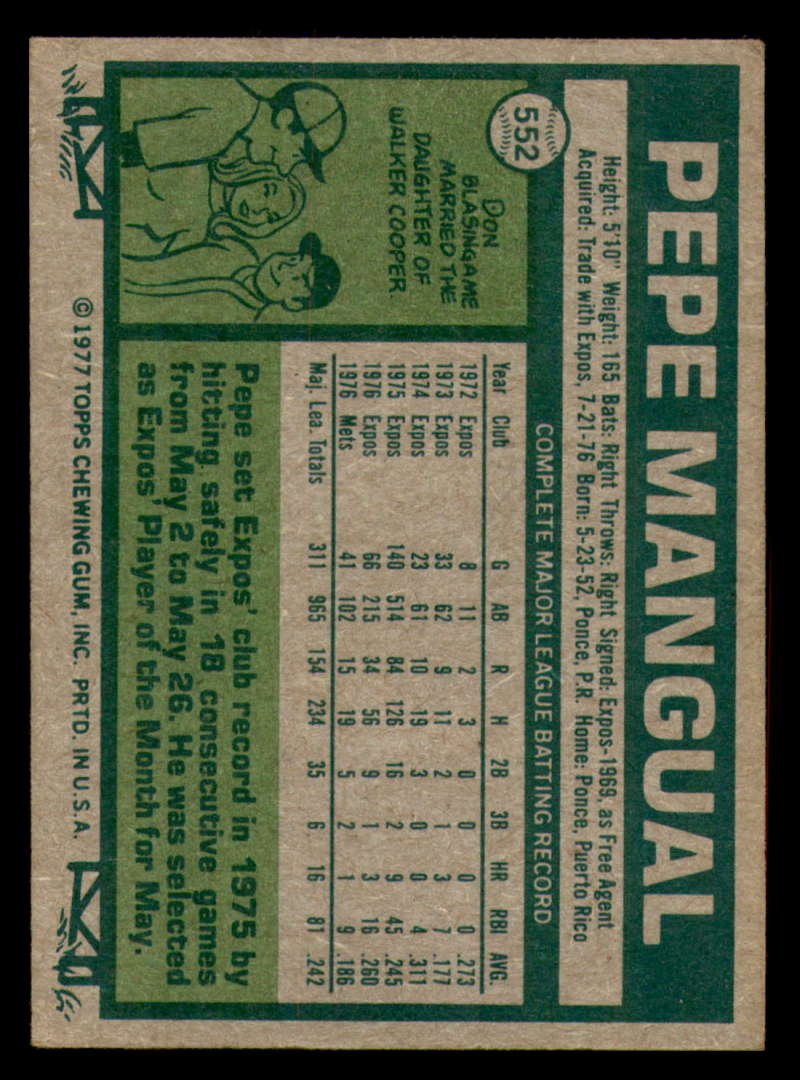 552
PEPE MANGUAL
Height: 5'10" Weight: 165 Bats: Right Throws: Right Signed: Expos-1969, as Free Agent
Acquired: Trade with Expos, 7-21-76 Born: 5-23-52, Ponce, P.R. Home: Ponce, Puerto Rico
DON
BLASINGAME
MARRIED THE
DAUGHTER OF
WALKER COOPER.
COMPLETE MAJOR LEAGUE BATTING RECORD
Year Club G AB R H 2B 3B HR RBI AVG.
1972 Expos 8 11 2 3 0 0 0 0 .273
1973 Expos 33 62 9 11 2 1 3 7 .177
1974 Expos 23 61 10 19 3 0 0 4 .311
1975 Expos 140 514 84 126 16 2 9 45 .245
1976 Expos 66 215 34 56 9 1 3 16 .260
1976 Mets 41 102 15 19 5 2 1 9 .186
Maj. Lea. Totals 311 965 154 234 35 6 16 81 .242
Pepe set Expos' club record in 1975 by
hitting safely in 18 consecutive games
from May 2 to May 26. He was selected
as Expos' Player of the Month for May.
© 1977 TOPPS CHEWING GUM, INC. PRTD. IN U.S.A.